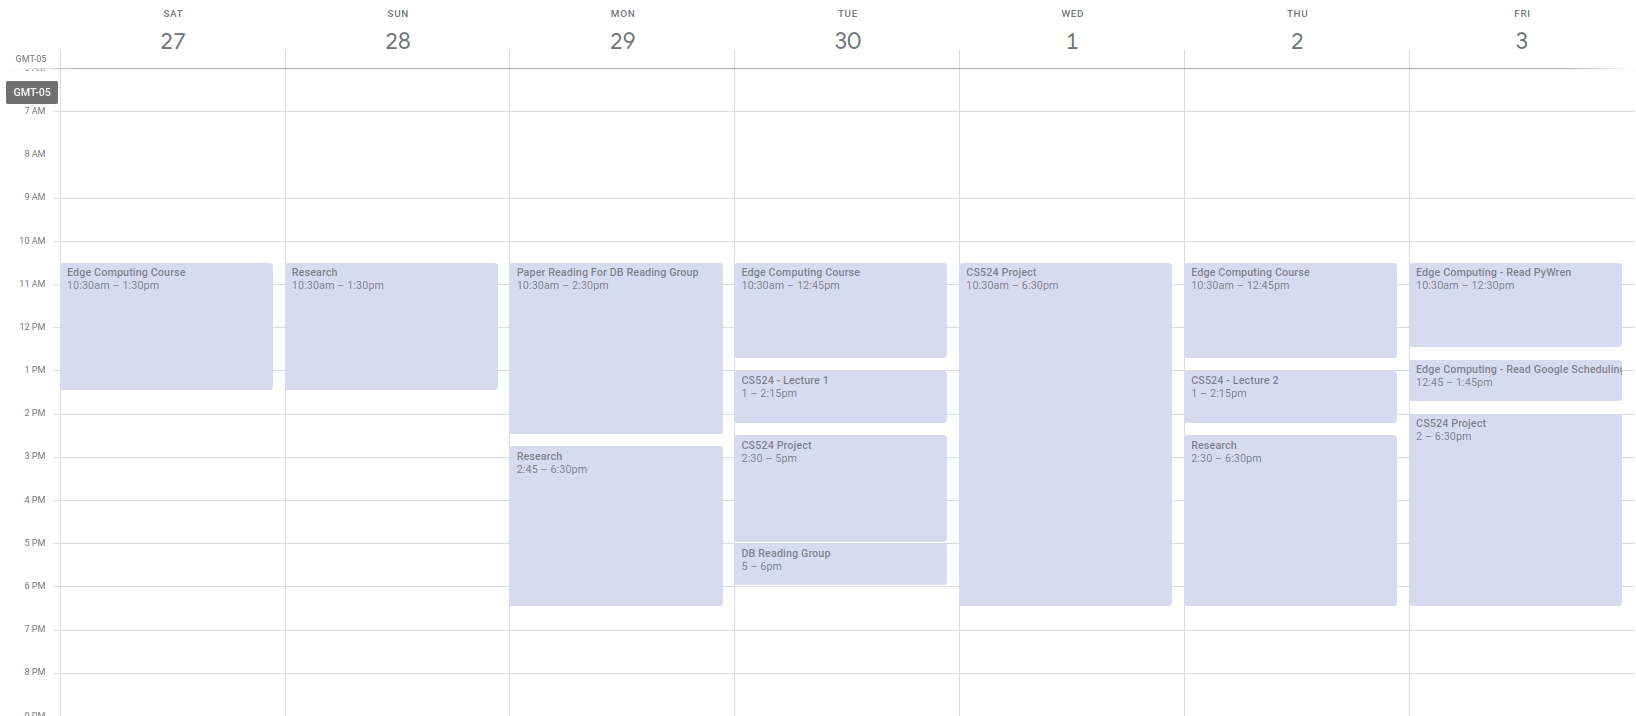 SAT
27
SUN
28
MON
29
TUE
30
WED
1
THU
2
FRI
3
GMT-05
GMT-05
7 AM
8 AM
9 AM
10 AM
11 AM
12 PM
1 PM
2 PM
3 PM
4 PM
5 PM
6 PM
7 PM
8 PM
9 PM
Edge Computing Course
10:30am – 1:30pm
Research
10:30am – 1:30pm
Paper Reading For DB Reading Group
10:30am – 2:30pm
Research
2:45 – 6:30pm
Edge Computing Course
10:30am – 12:45pm
CS524 - Lecture 1
1 – 2:15pm
CS524 Project
2:30 – 5pm
DB Reading Group
5 – 6pm
CS524 Project
10:30am – 6:30pm
Edge Computing Course
10:30am – 12:45pm
CS524 - Lecture 2
1 – 2:15pm
Research
2:30 – 6:30pm
Edge Computing - Read PyWren
10:30am – 12:30pm
Edge Computing - Read Google Scheduling
12:45 – 1:45pm
CS524 Project
2 – 6:30pm